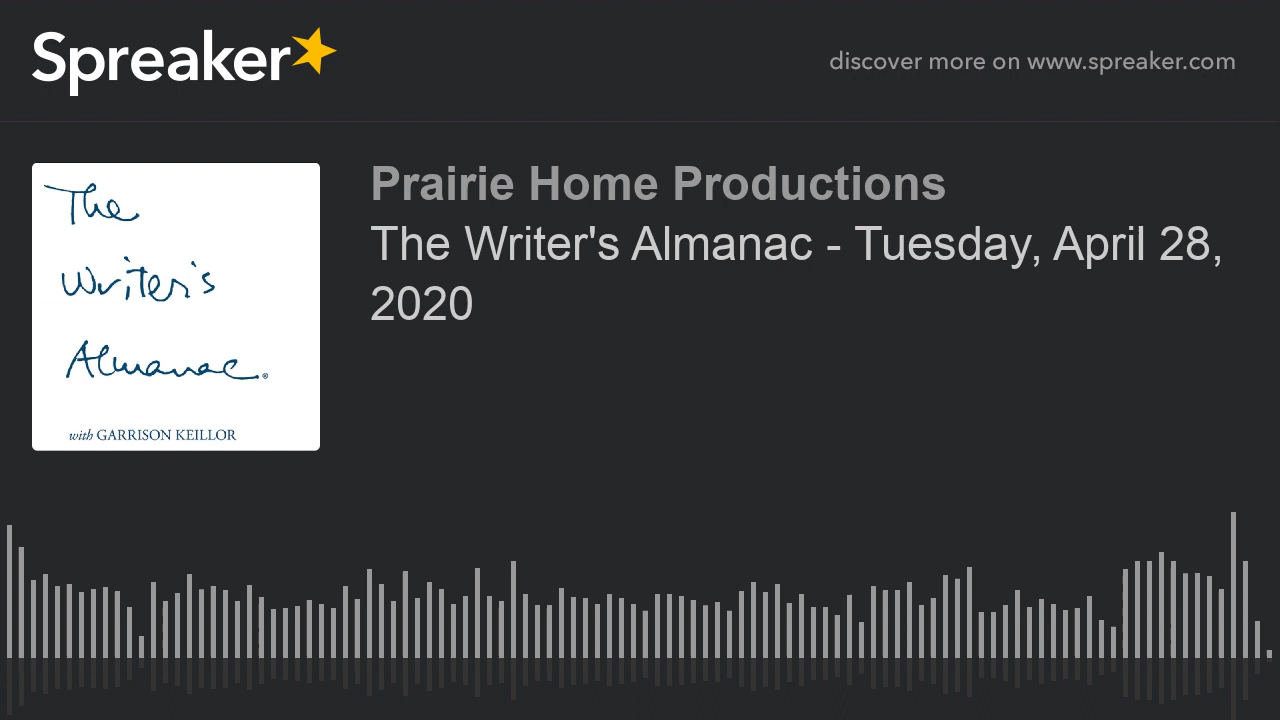 Spreaker
discover more on www.spreaker.com
The
Writer's
Almanac®
with GARRISON KEILLOR
Prairie Home Productions
The Writer's Almanac - Tuesday, April 28,
2020